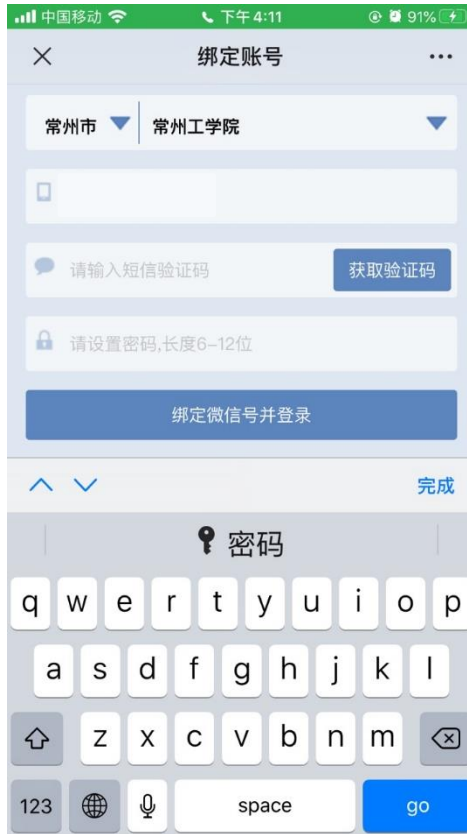 中国移动 下午 4:11 91%
绑定账号
常州市 常州工学院
请输入短信验证码 获取验证码
请设置密码,长度6-12位
绑定微信号并登录
完成
密码
q w e r t y u i o p
a s d f g h j k l
z x c v b n m
123 space go